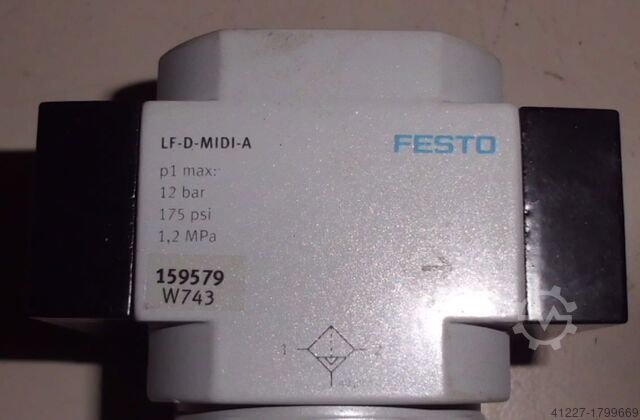 LF-D-MIDI-A
FESTO
p1 max:
12 bar
175 psi
1,2 MPa
159579
W743
1
2
41227-1799669